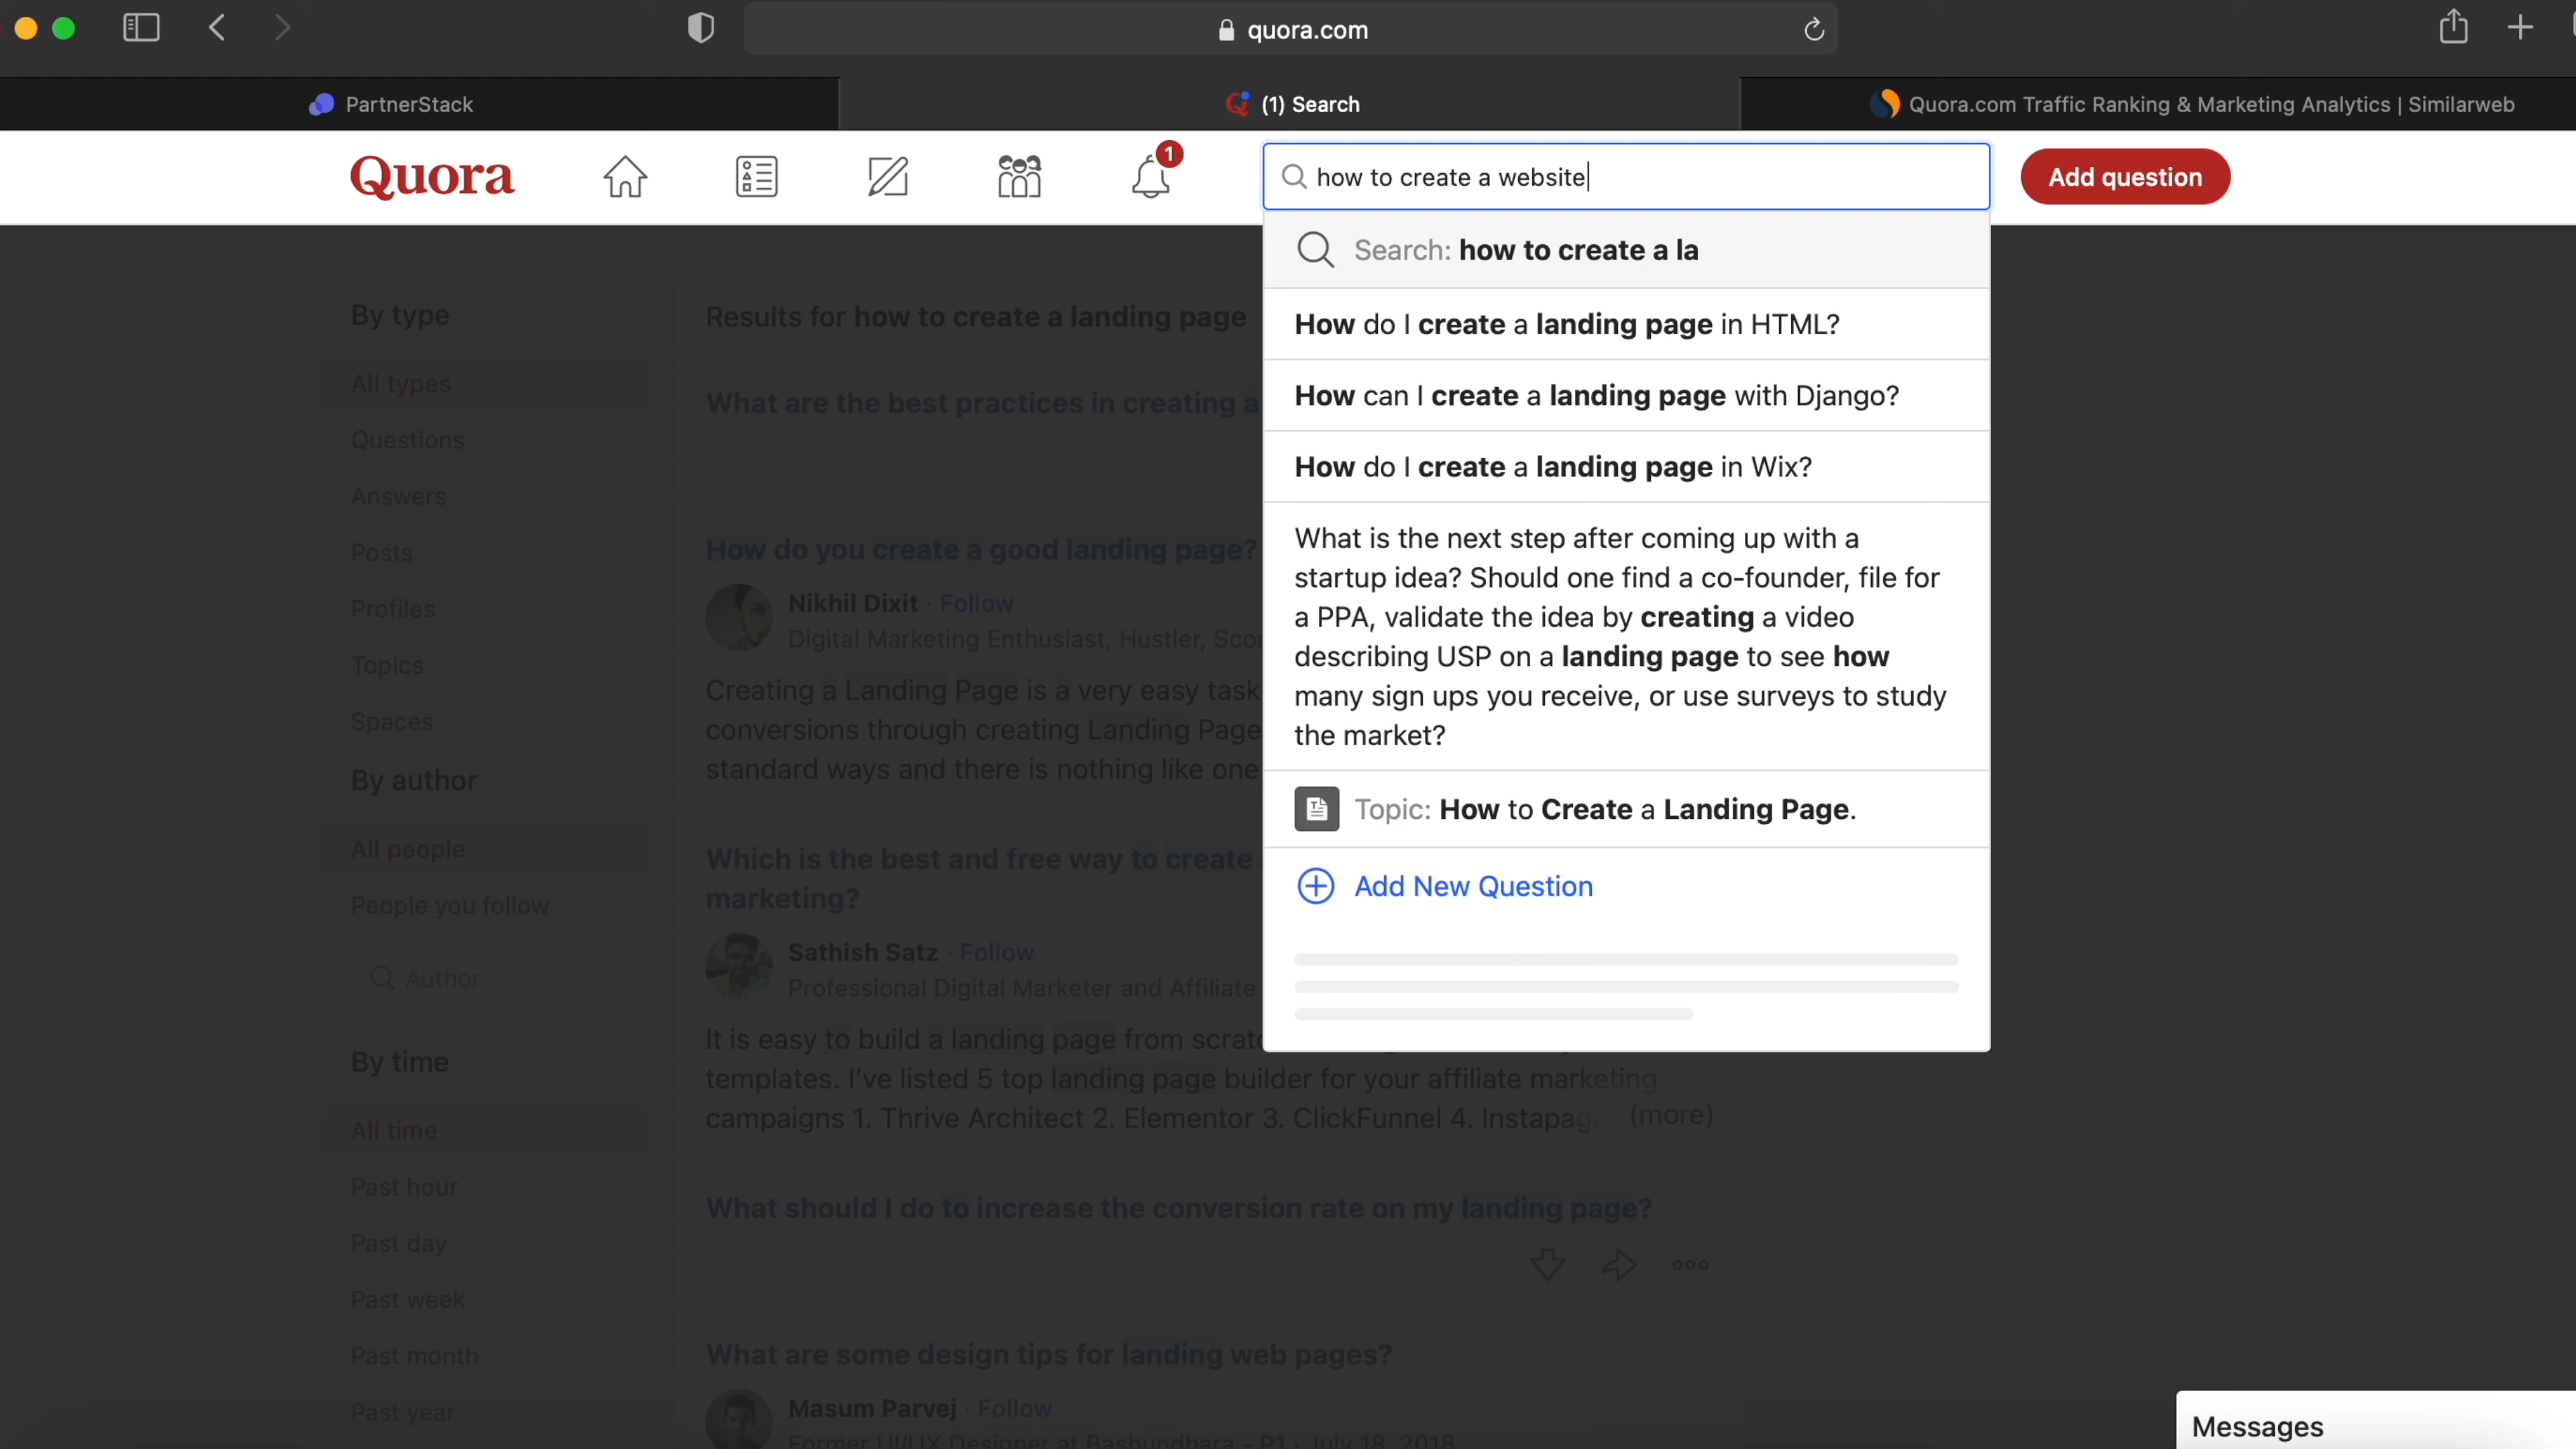 quora.com
PartnerStack
(1) Search
Quora.com Traffic Ranking & Marketing Analytics | Similarweb
Quora
1
how to create a website
Add question
Search: how to create a la
How do I create a landing page in HTML?
How can I create a landing page with Django?
How do I create a landing page in Wix?
What is the next step after coming up with a
startup idea? Should one find a co-founder, file for
a PPA, validate the idea by creating a video
describing USP on a landing page to see how
many sign ups you receive, or use surveys to study
the market?
Topic: How to Create a Landing Page.
Add New Question
By type
All types
Questions
Answers
Posts
Profiles
Topics
Spaces
By author
All people
People you follow
Author
By time
All time
Past hour
Past day
Past week
Past month
Past year
Results for how to create a landing page
What are the best practices in creating a
How do you create a good landing page?
Nikhil Dixit · Follow
Digital Marketing Enthusiast, Hustler,
Creating a Landing Page is a very easy task
conversions through creating Landing Page
standard ways and there is nothing like one
Which is the best and free way to create
marketing?
Sathish Satz · Follow
Professional Digital Marketer and Affiliate
It is easy to build a landing page from
templates. I've listed 5 top landing page builder for your affiliate marketing
campaigns 1. Thrive Architect 2. Elementor 3. ClickFunnel 4. Instapage... (more)
What should I do to increase the conversion rate on my landing page?
What are some design tips for landing web pages?
Masum Parvej · Follow
Former UI/UX Designer at Bashundhara - P1 · July 18, 2018
Messages